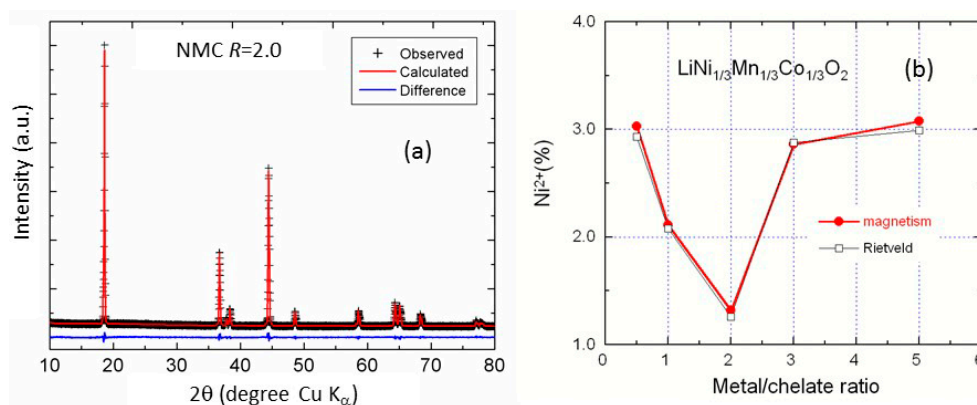 NMC R=2.0
+ Observed
Calculated
Difference
(a)
Intensity (a.u.)
10 20 30 40 50 60 70 80
2θ (degree Cu Kα)
4.0
3.0
2.0
1.0
LiNi1/3Mn1/3Co1/3O2
(b)
Ni2+(%)
magnetism
Rietveld
0 1 2 3 4 5 6
Metal/chelate ratio